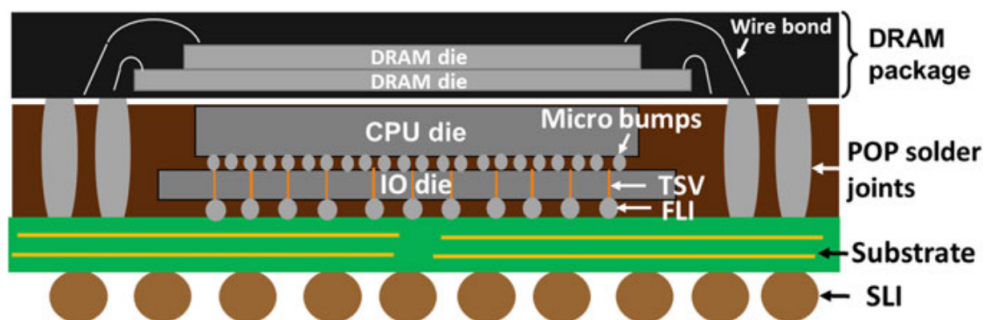 Wire bond
DRAM
package
DRAM die
DRAM die
Micro bumps
CPU die
POP solder
joints
IO die
TSV
FLI
Substrate
SLI